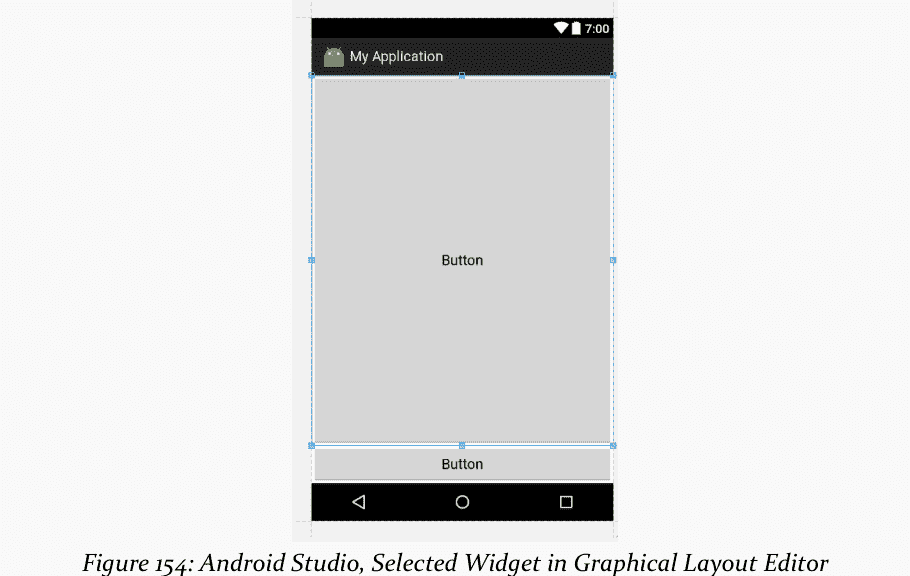 7:00
My Application
Button
Button
Figure 154: Android Studio, Selected Widget in Graphical Layout Editor